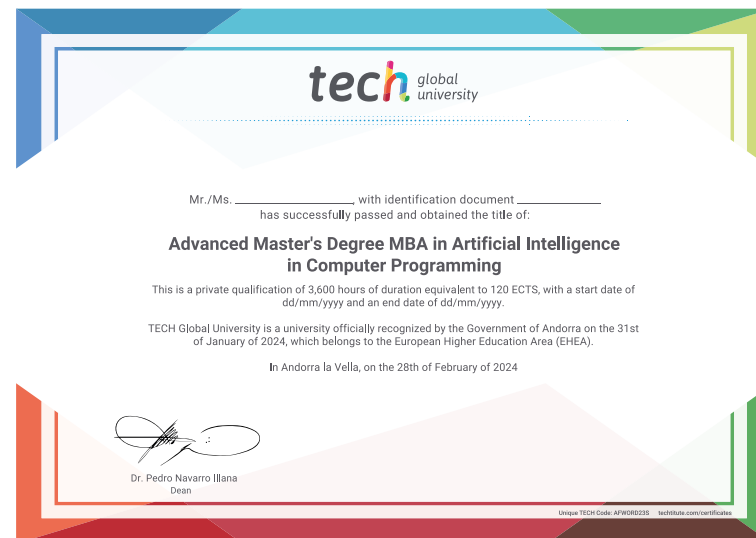 tech global
university
Mr./Ms. ____________, with identification document ____________
has successfully passed and obtained the title of:
Advanced Master's Degree MBA in Artificial Intelligence
in Computer Programming
This is a private qualification of 3,600 hours of duration equivalent to 120 ECTS, with a start date of
dd/mm/yyyy and an end date of dd/mm/yyyy.
TECH Global University is a university officially recognized by the Government of Andorra on the 31st
of January of 2024, which belongs to the European Higher Education Area (EHEA).
In Andorra la Vella, on the 28th of February of 2024
Dr. Pedro Navarro Illana
Dean
Unique TECH Code: AFWORD23S techtitute.com/certificates